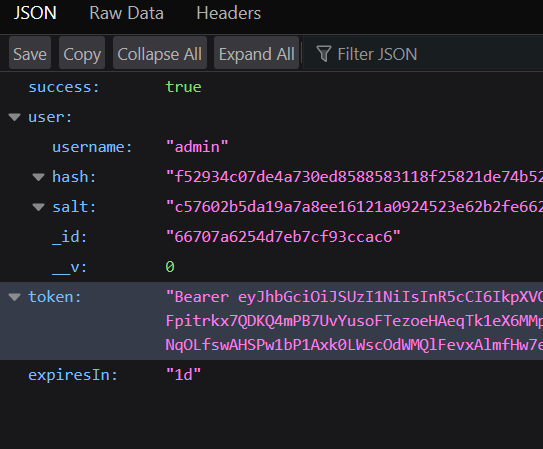 JSON Raw Data Headers
Save Copy Collapse All Expand All Filter JSON
success: true
user:
username: "admin"
hash: "f52934c07de4a730ed8588583118f25821de74b52
salt: "c57602b5da19a7a8ee16121a0924523e62b2fe662
_id: "66707a6254d7eb7cf93ccac6"
__v: 0
token: "Bearer eyJhbGciOiJSUzI1NiIsInR5cCI6IkpXVC
Fpitrkx7QDKQ4mPB7UvYusoFTezoeHAeqTk1eX6MMp
NqOLfswAHSPw1bP1Axk0LWscOdWMQlFevxAlmfHw7e
expiresIn: "1d"